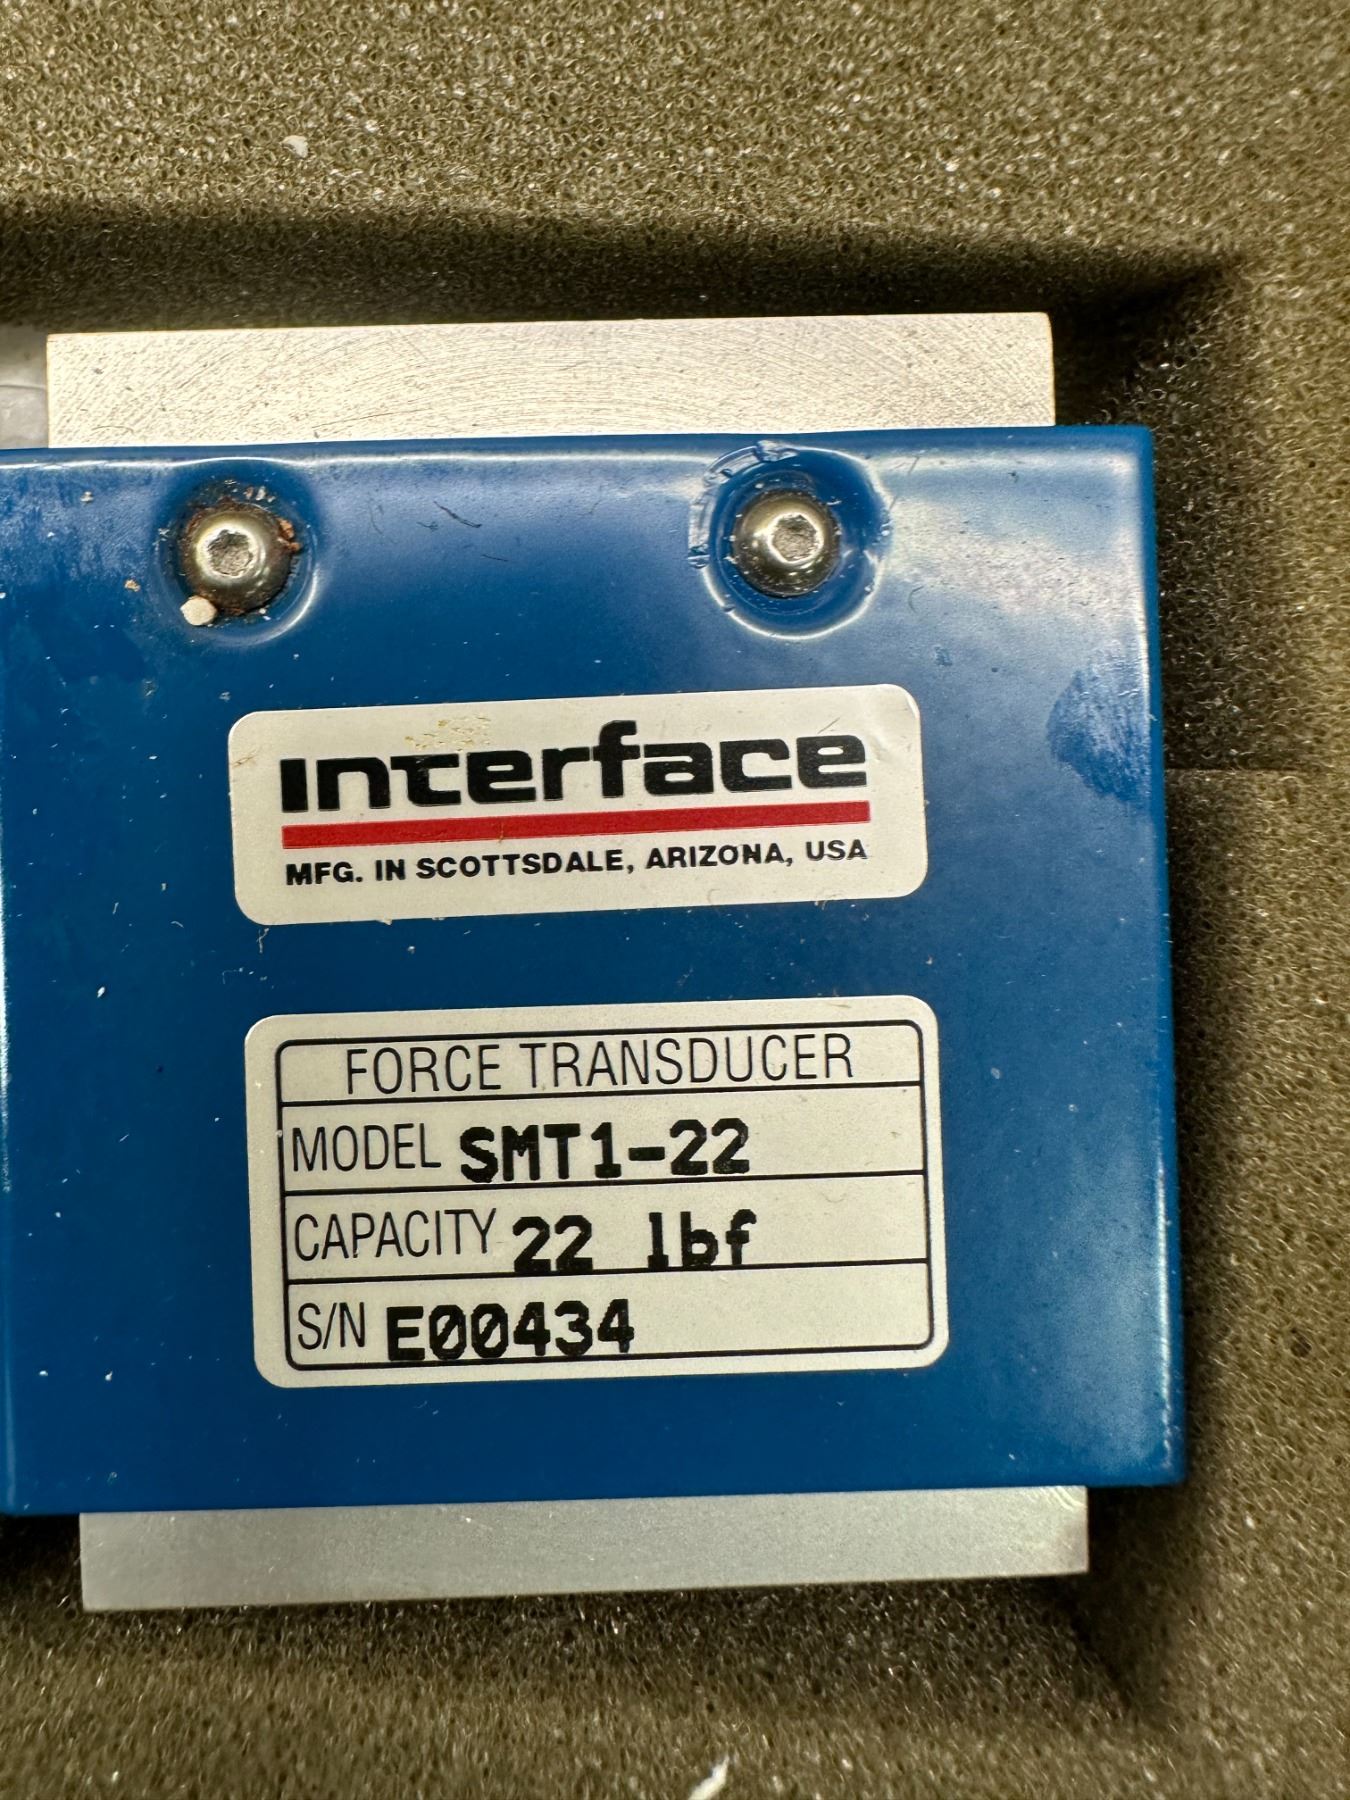 interface
MFG. IN SCOTTSDALE, ARIZONA, USA
FORCE TRANSDUCER
MODEL SMT1-22
CAPACITY 22 lbf
S/N E00434